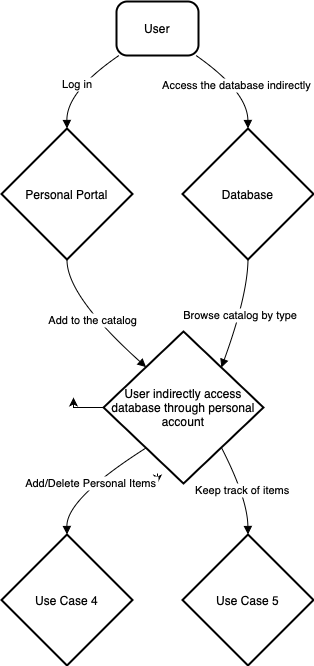 User
Log in
Access the database indirectly
Personal Portal
Database
Add to the catalog
Browse catalog by type
User indirectly access
database through personal
account
Add/Delete Personal Items
Keep track of items
Use Case 4
Use Case 5